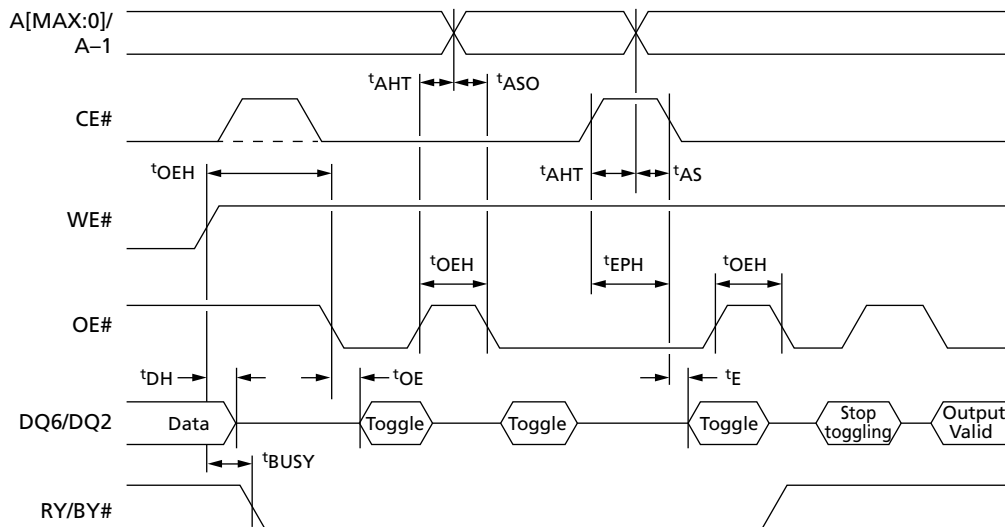 A[MAX:0]/
A–1
tAHT
tASO
CE#
tOEH
tAHT
tAS
WE#
tOEH
tEPH
tOEH
OE#
tDH
tOE
tE
DQ6/DQ2
Data
Toggle
Toggle
Toggle
Stop
toggling
Output
Valid
tBUSY
RY/BY#